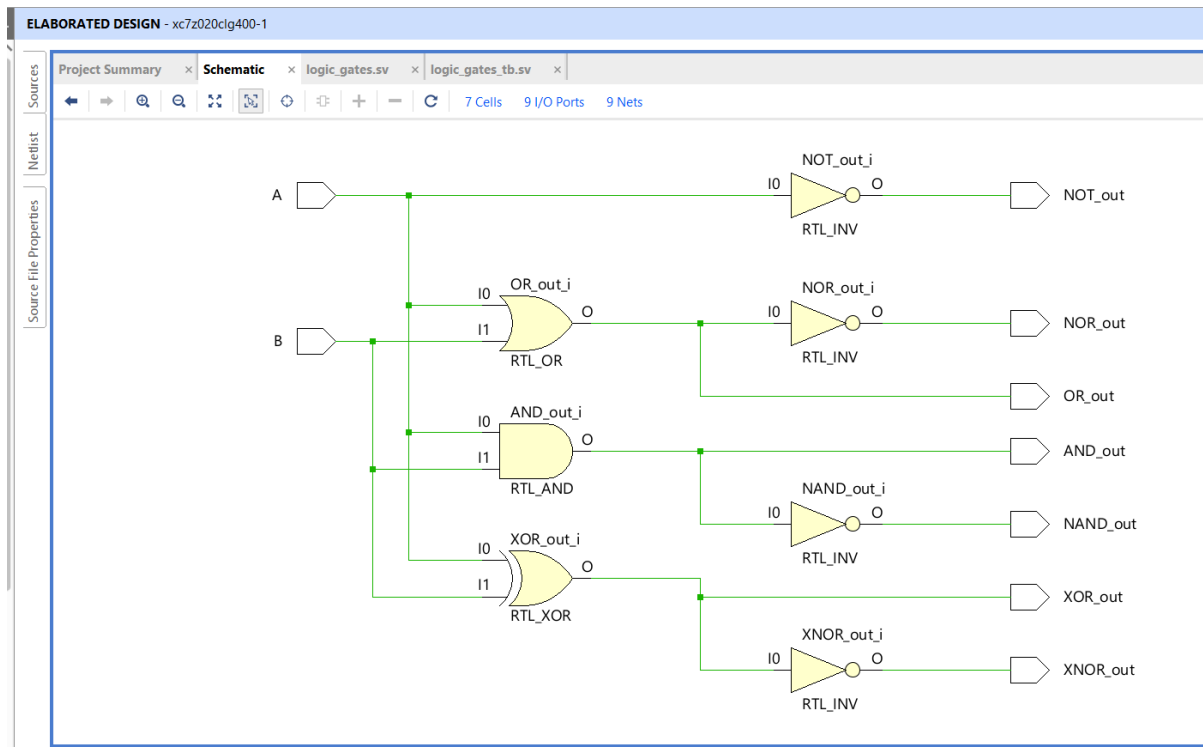 ELABORATED DESIGN - xc7z020clg400-1
Sources
Netlist
Source File Properties
Project Summary × Schematic × logic_gates.sv × logic_gates_tb.sv ×
7 Cells 9 I/O Ports 9 Nets
NOT_out_i
A I0 O NOT_out
RTL_INV
OR_out_i NOR_out_i
I0 O I0 O NOR_out
B I1
RTL_OR RTL_INV
OR_out
AND_out_i
I0 O AND_out
I1
RTL_AND NAND_out_i
I0 O NAND_out
XOR_out_i RTL_INV
I0 O
I1 XOR_out
RTL_XOR
XNOR_out_i
I0 O XNOR_out
RTL_INV